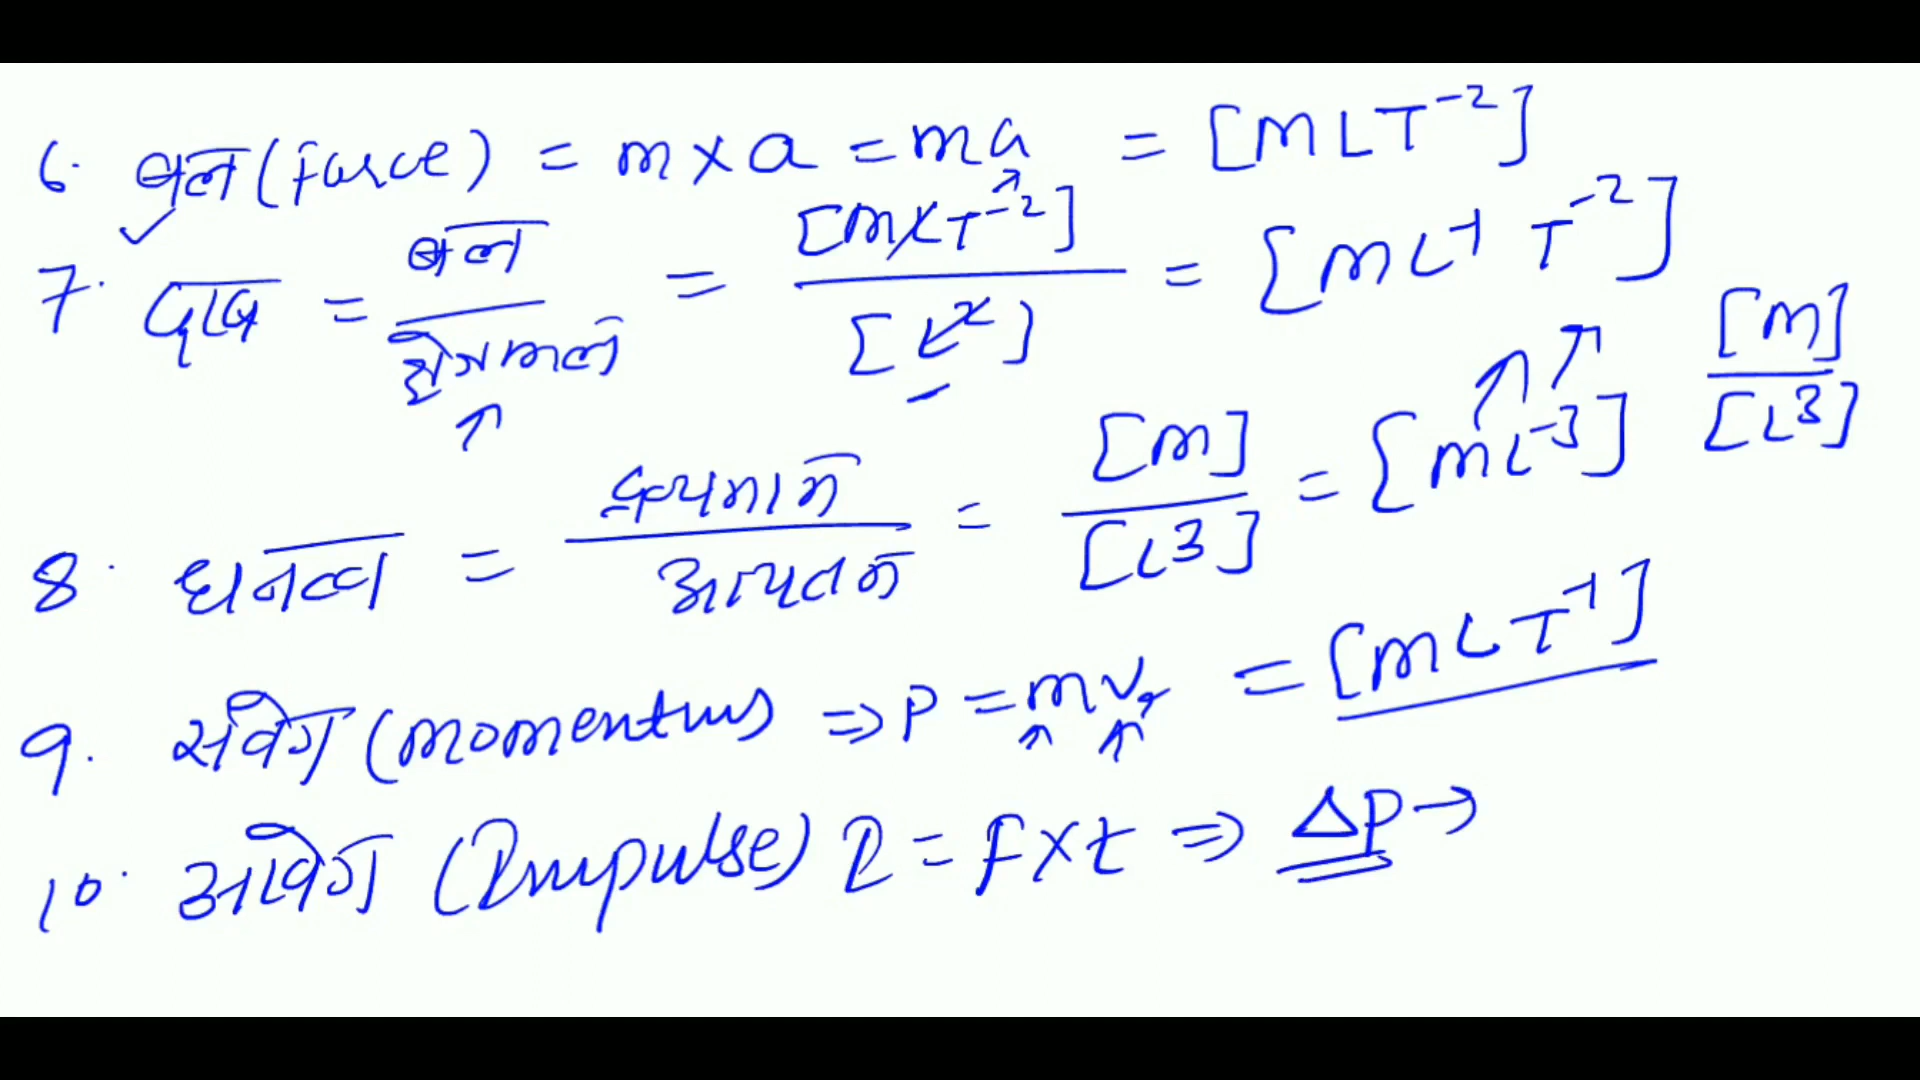 6. बल (Force) = m × a = ma = [MLT⁻²]
7. दाब = बल / क्षेत्रफल = [MLT⁻²] / [L²] = [ML⁻¹T⁻²]
[M] / [L³]
8. घनत्व = द्रव्यमान / आयतन = [M] / [L³] = [ML⁻³]
9. संवेग (momentum ⇒ P = mv = [MLT⁻¹]
10. आवेग (Impulse) I = F × t ⇒ ΔP →